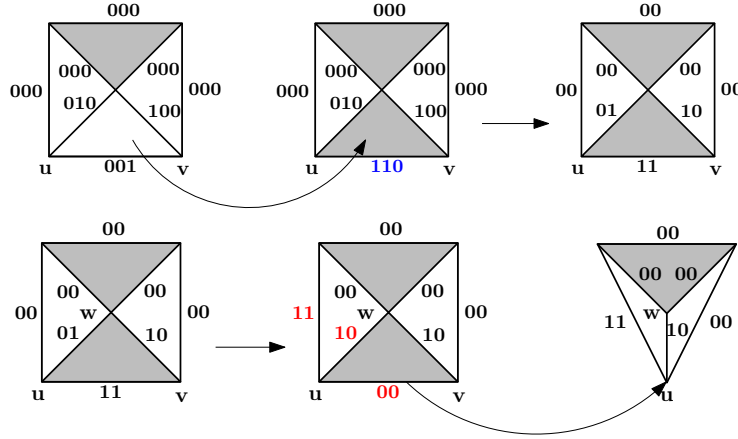 000 000 00
000 000 000 000 00 00
000 000 000 000 00 00
010 100 010 100 01 10
u 001 v u 110 v u 11 v
00 00 00
00 00 00 00 00 00 00
00 w 00 11 w 00 11 w 10 00
01 10 10 10
u 11 v u 00 v u